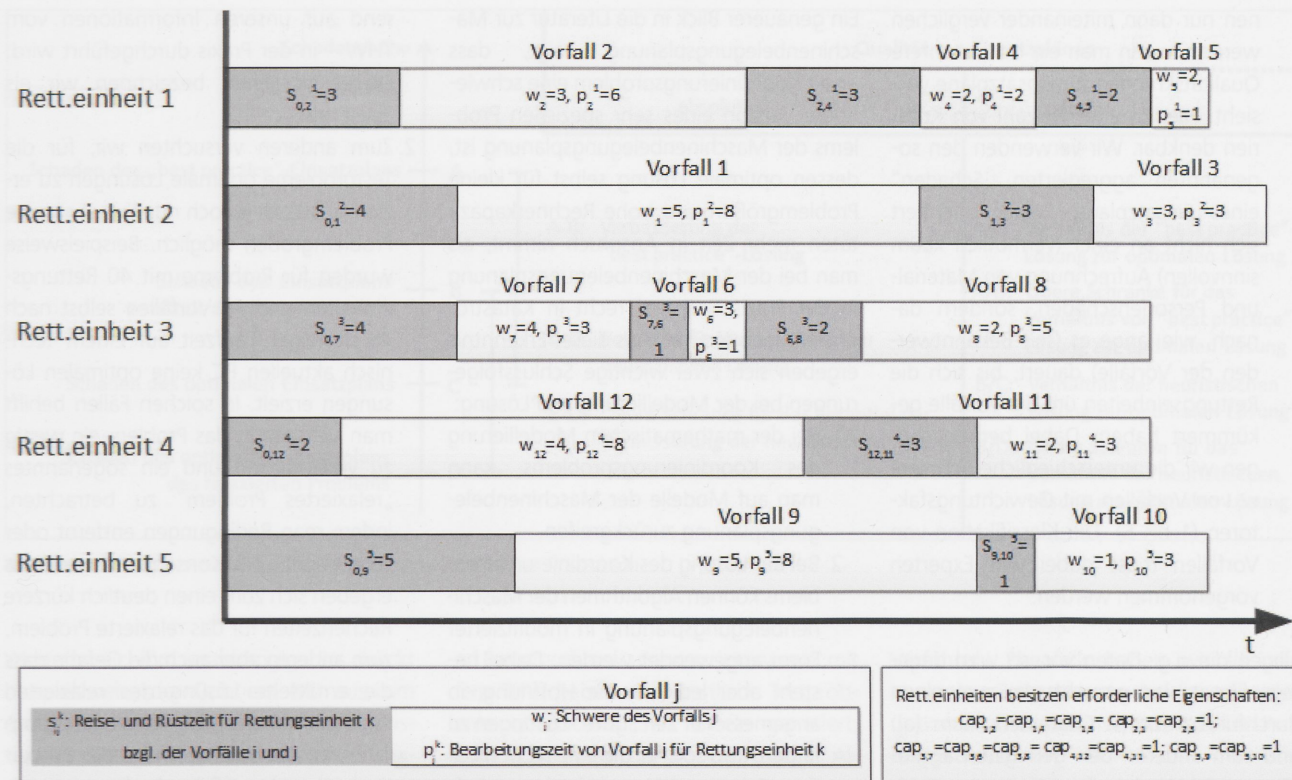 Vorfall 2 Vorfall 4 Vorfall 5
Rett.einheit 1 S₀,₂¹=3 w₂=3, p₂¹=6 S₂,₄¹=3 w₄=2, p₄¹=2 S₄,₅¹=2 w₅=2,
p₅¹=1
Vorfall 1 Vorfall 3
Rett.einheit 2 S₀,₁²=4 w₁=5, p₁²=8 S₁,₃²=3 w₃=3, p₃²=3
Vorfall 7 Vorfall 6 Vorfall 8
Rett.einheit 3 S₀,₇³=4 w₇=4, p₇³=3 S₇,₆³= w₆=3, S₆,₈³=2 w₈=2, p₈³=5
1 p₆³=1
Vorfall 12 Vorfall 11
Rett.einheit 4 S₀,₁₂⁴=2 w₁₂=4, p₁₂⁴=8 S₁₂,₁₁⁴=3 w₁₁=2, p₁₁⁴=3
Vorfall 9 Vorfall 10
Rett.einheit 5 S₀,₉⁵=5 w₉=5, p₉⁵=8 S₉,₁₀⁵= w₁₀=1, p₁₀⁵=3
1
t
Vorfall j
sᵢⱼᵏ: Reise- und Rüstzeit für Rettungseinheit k
bzgl. der Vorfälle i und j
wⱼ: Schwere des Vorfalls j
pⱼᵏ: Bearbeitungszeit von Vorfall j für Rettungseinheit k
Rett.einheiten besitzen erforderliche Eigenschaften:
cap₁,₂=cap₁,₄=cap₁,₅= cap₂,₁=cap₂,₃=1;
cap₃,₇=cap₃,₆=cap₃,₈= cap₄,₁₂=cap₄,₁₁=1; cap₅,₉=cap₅,₁₀=1